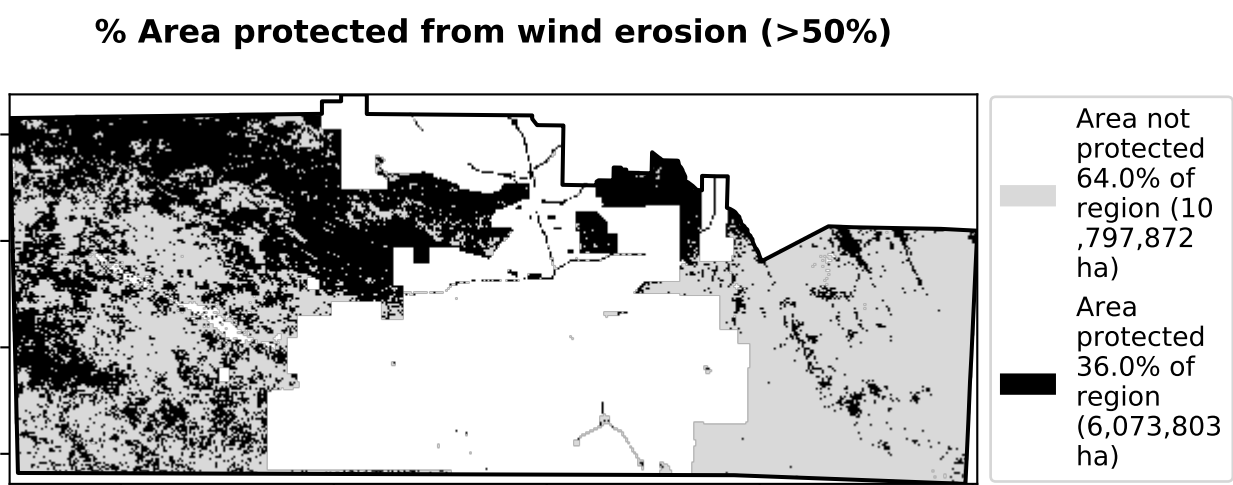 % Area protected from wind erosion (>50%)
Area not
protected
64.0% of
region (10
,797,872
ha)
Area
protected
36.0% of
region
(6,073,803
ha)